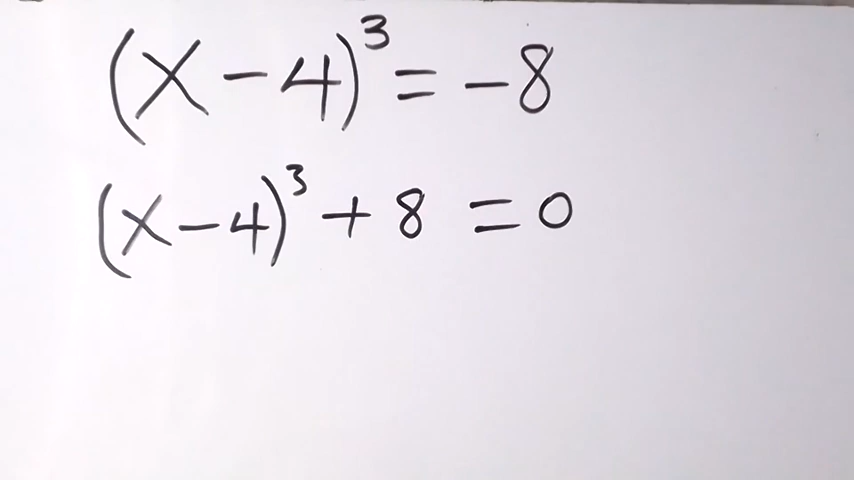 (x - 4)³ = -8
(x - 4)³ + 8 = 0